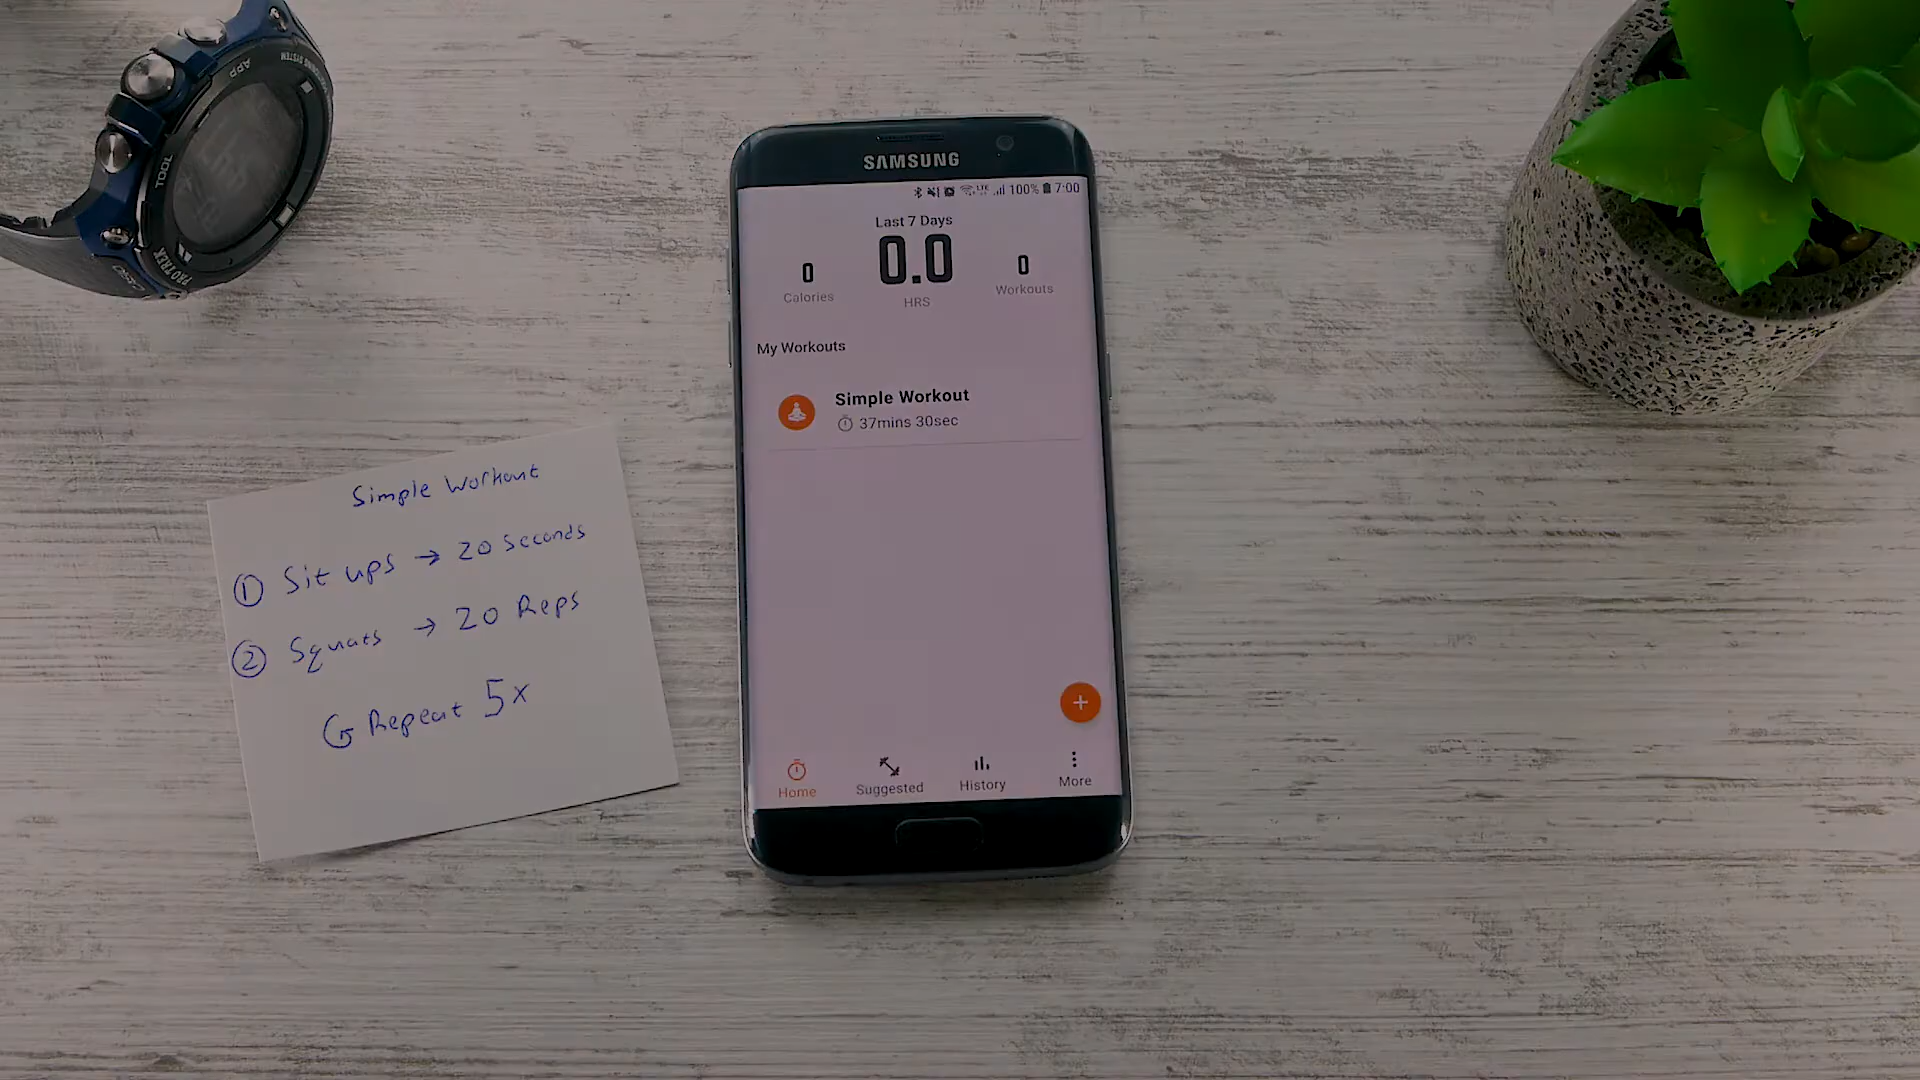 APP
TOOL
PRO TREK
CASIO
SAMSUNG
LTE 100% 7:00
Last 7 Days
0 0.0 0
Calories HRS Workouts
My Workouts
Simple Workout
37mins 30sec
+
Home Suggested History More
Simple Workout
① Sit ups → 20 Seconds
② Squats → 20 Reps
Repeat 5x